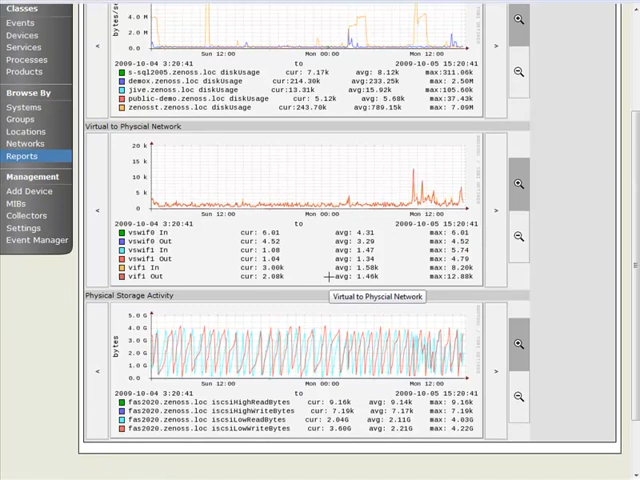 Classes
Events
Devices
Services
Processes
Products
Browse By
Systems
Groups
Locations
Networks
Reports
Management
Add Device
MIBs
Collectors
Settings
Event Manager
bytes/se
4.0 M
2.0 M
0.0
Sun 12:00 Mon 00:00 Mon 12:00
2009-10-04 3:20:41 to 2009-10-05 15:20:41
s-sql2005.zenoss.loc diskUsage cur: 7.17k avg: 8.12k max:311.06k
demox.zenoss.loc diskUsage cur:214.30k avg:233.25k max: 2.50M
jive.zenoss.loc diskUsage cur:13.31k avg:15.92k max:105.60k
public-demo.zenoss.loc diskUsage cur: 5.12k avg: 5.68k max:37.43k
zenosst.zenoss.loc diskUsage cur:243.70k avg:789.15k max: 7.09M
Virtual to Physcial Network
20 k
15 k
10 k
5 k
0
Sun 12:00 Mon 00:00 Mon 12:00
2009-10-04 3:20:41 to 2009-10-05 15:20:41
vswif0 In cur: 6.01 avg: 4.31 max: 6.01
vswif0 Out cur: 4.52 avg: 3.29 max: 4.52
vswif1 In cur: 1.08 avg: 1.47 max: 5.74
vswif1 Out cur: 1.04 avg: 1.34 max: 4.79
vif1 In cur: 3.00k avg: 1.58k max: 8.20k
vif1 Out cur: 2.08k avg: 1.46k max:12.88k
Virtual to Physcial Network
Physical Storage Activity
bytes
5.0 G
4.0 G
3.0 G
2.0 G
1.0 G
0.0
Sun 12:00 Mon 00:00 Mon 12:00
2009-10-04 3:20:41 to 2009-10-05 15:20:41
fas2020.zenoss.loc iscsiHighReadBytes cur: 9.16k avg: 9.14k max: 9.16k
fas2020.zenoss.loc iscsiHighWriteBytes cur: 7.19k avg: 7.17k max: 7.19k
fas2020.zenoss.loc iscsiLowReadBytes cur: 2.04G avg: 2.11G max: 4.03G
fas2020.zenoss.loc iscsiLowWriteBytes cur: 3.60G avg: 2.21G max: 4.22G